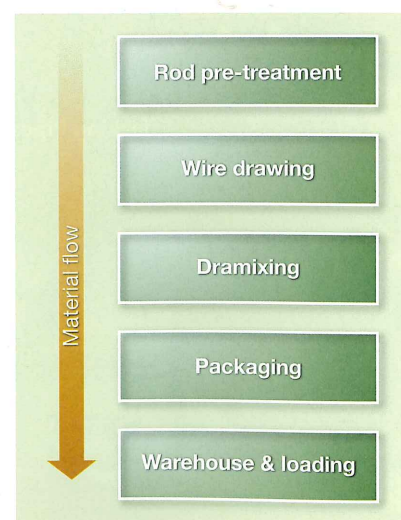 Rod pre-treatment
Wire drawing
Dramixing
Material flow
Packaging
Warehouse & loading